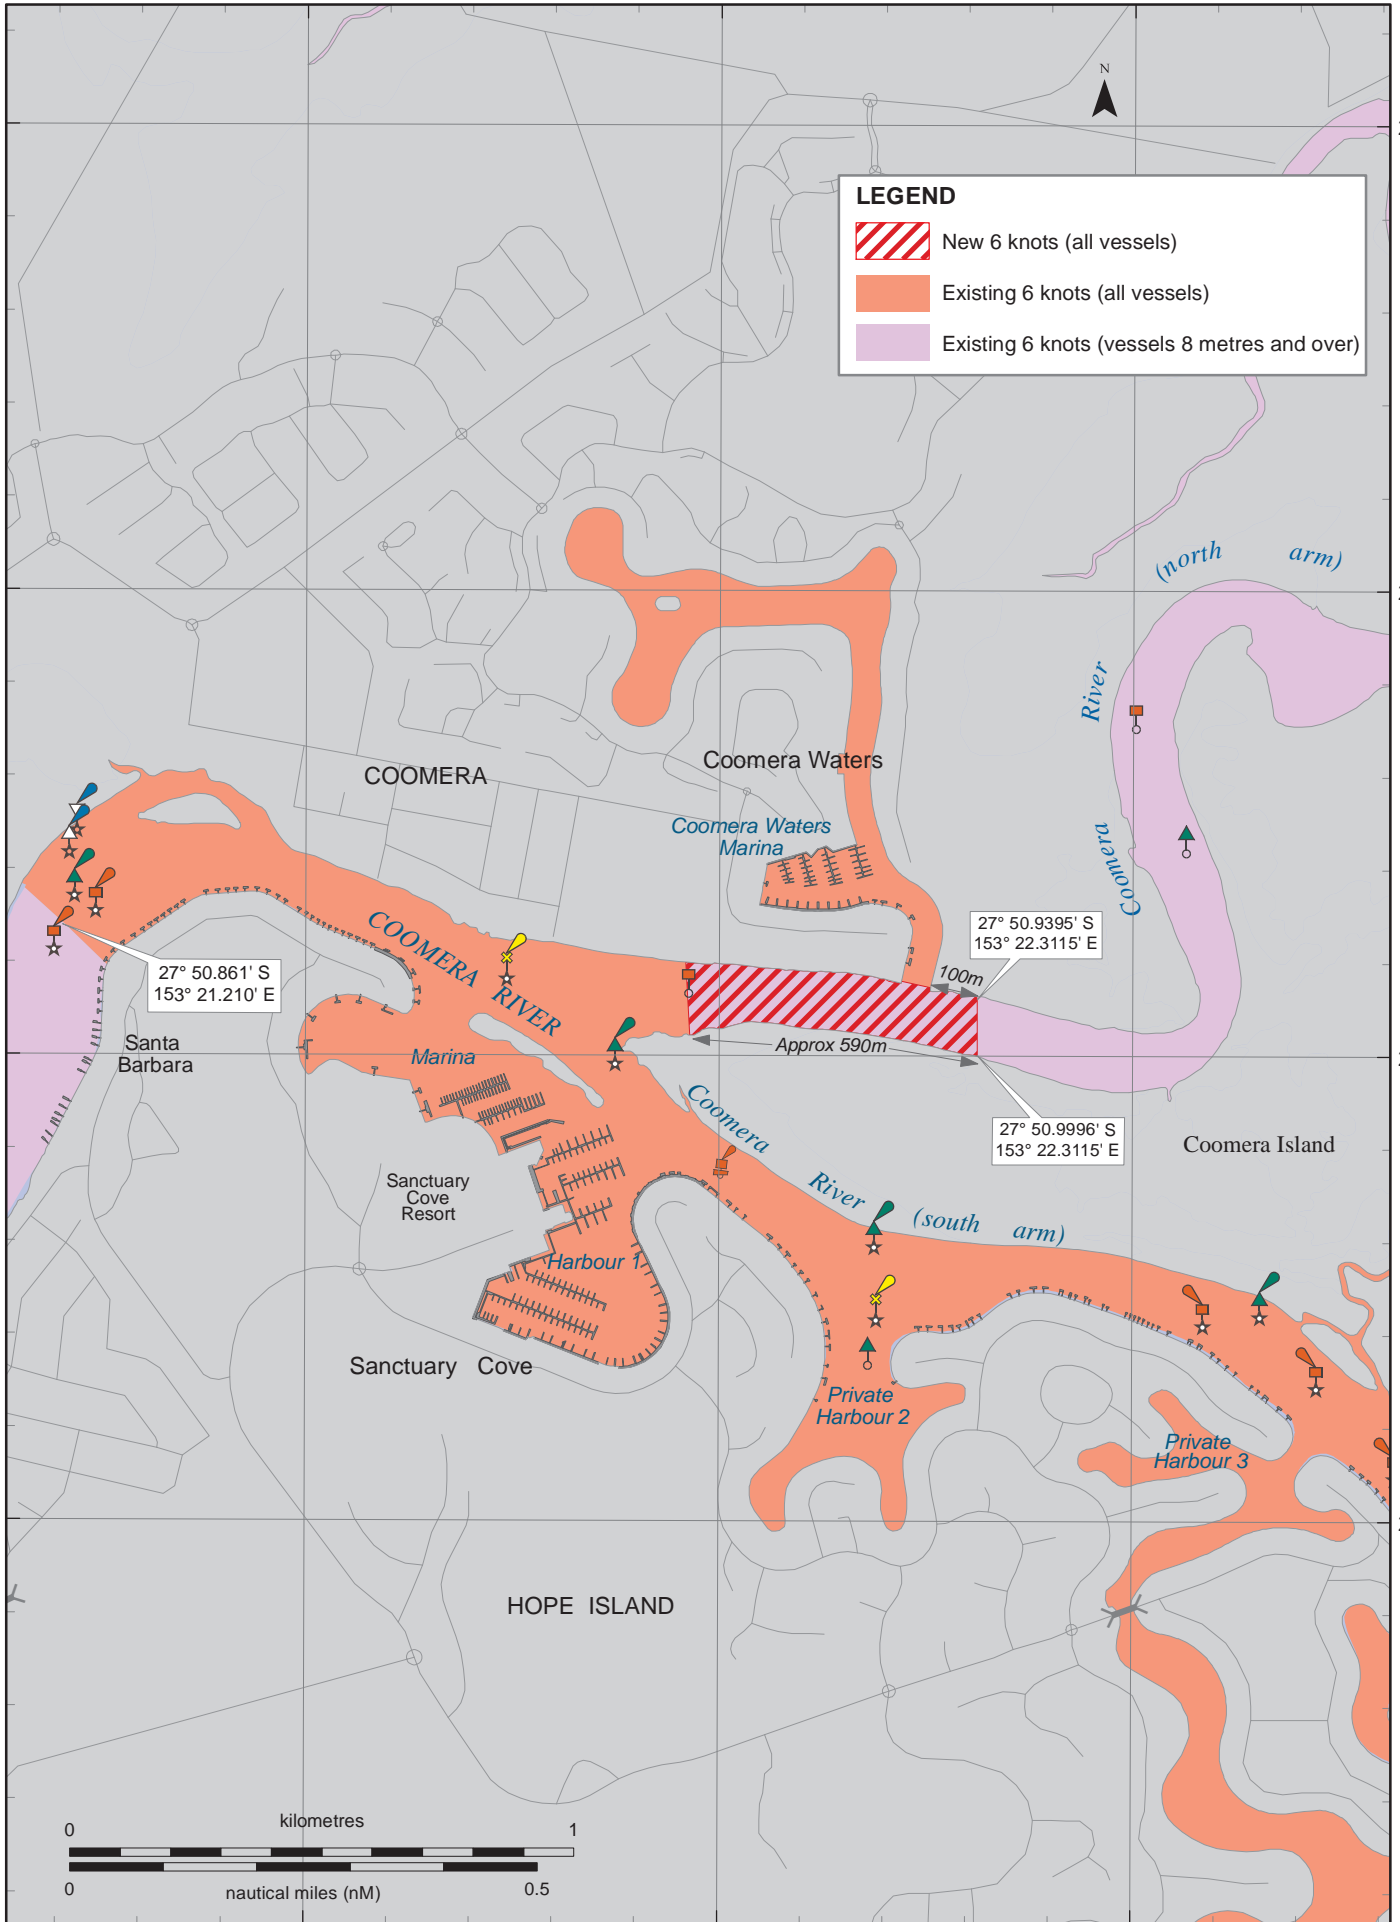 N
LEGEND
New 6 knots (all vessels)
Existing 6 knots (all vessels)
Existing 6 knots (vessels 8 metres and over)
(north arm)
River
Coomera
COOMERA
Coomera Waters
Coomera Waters
Marina
COOMERA RIVER
27° 50.9395' S
153° 22.3115' E
100m
27° 50.861' S
153° 21.210' E
Santa
Barbara
Marina
Approx 590m
Coomera
River
(south arm)
27° 50.9996' S
153° 22.3115' E
Coomera Island
Sanctuary
Cove
Resort
Harbour 1
Sanctuary Cove
Private
Harbour 2
Private
Harbour 3
HOPE ISLAND
kilometres
0 1
0 0.5
nautical miles (nM)